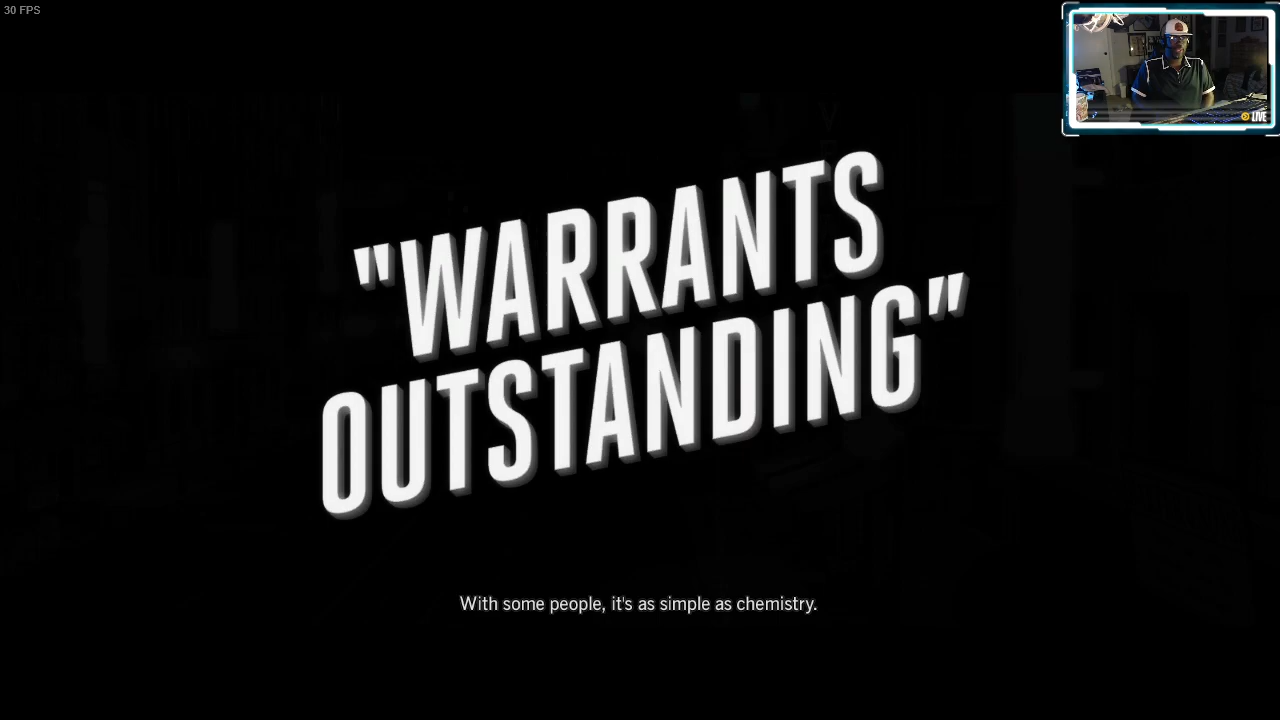 30 FPS
LIVE
"WARRANTS
OUTSTANDING"
With some people, it's as simple as chemistry.